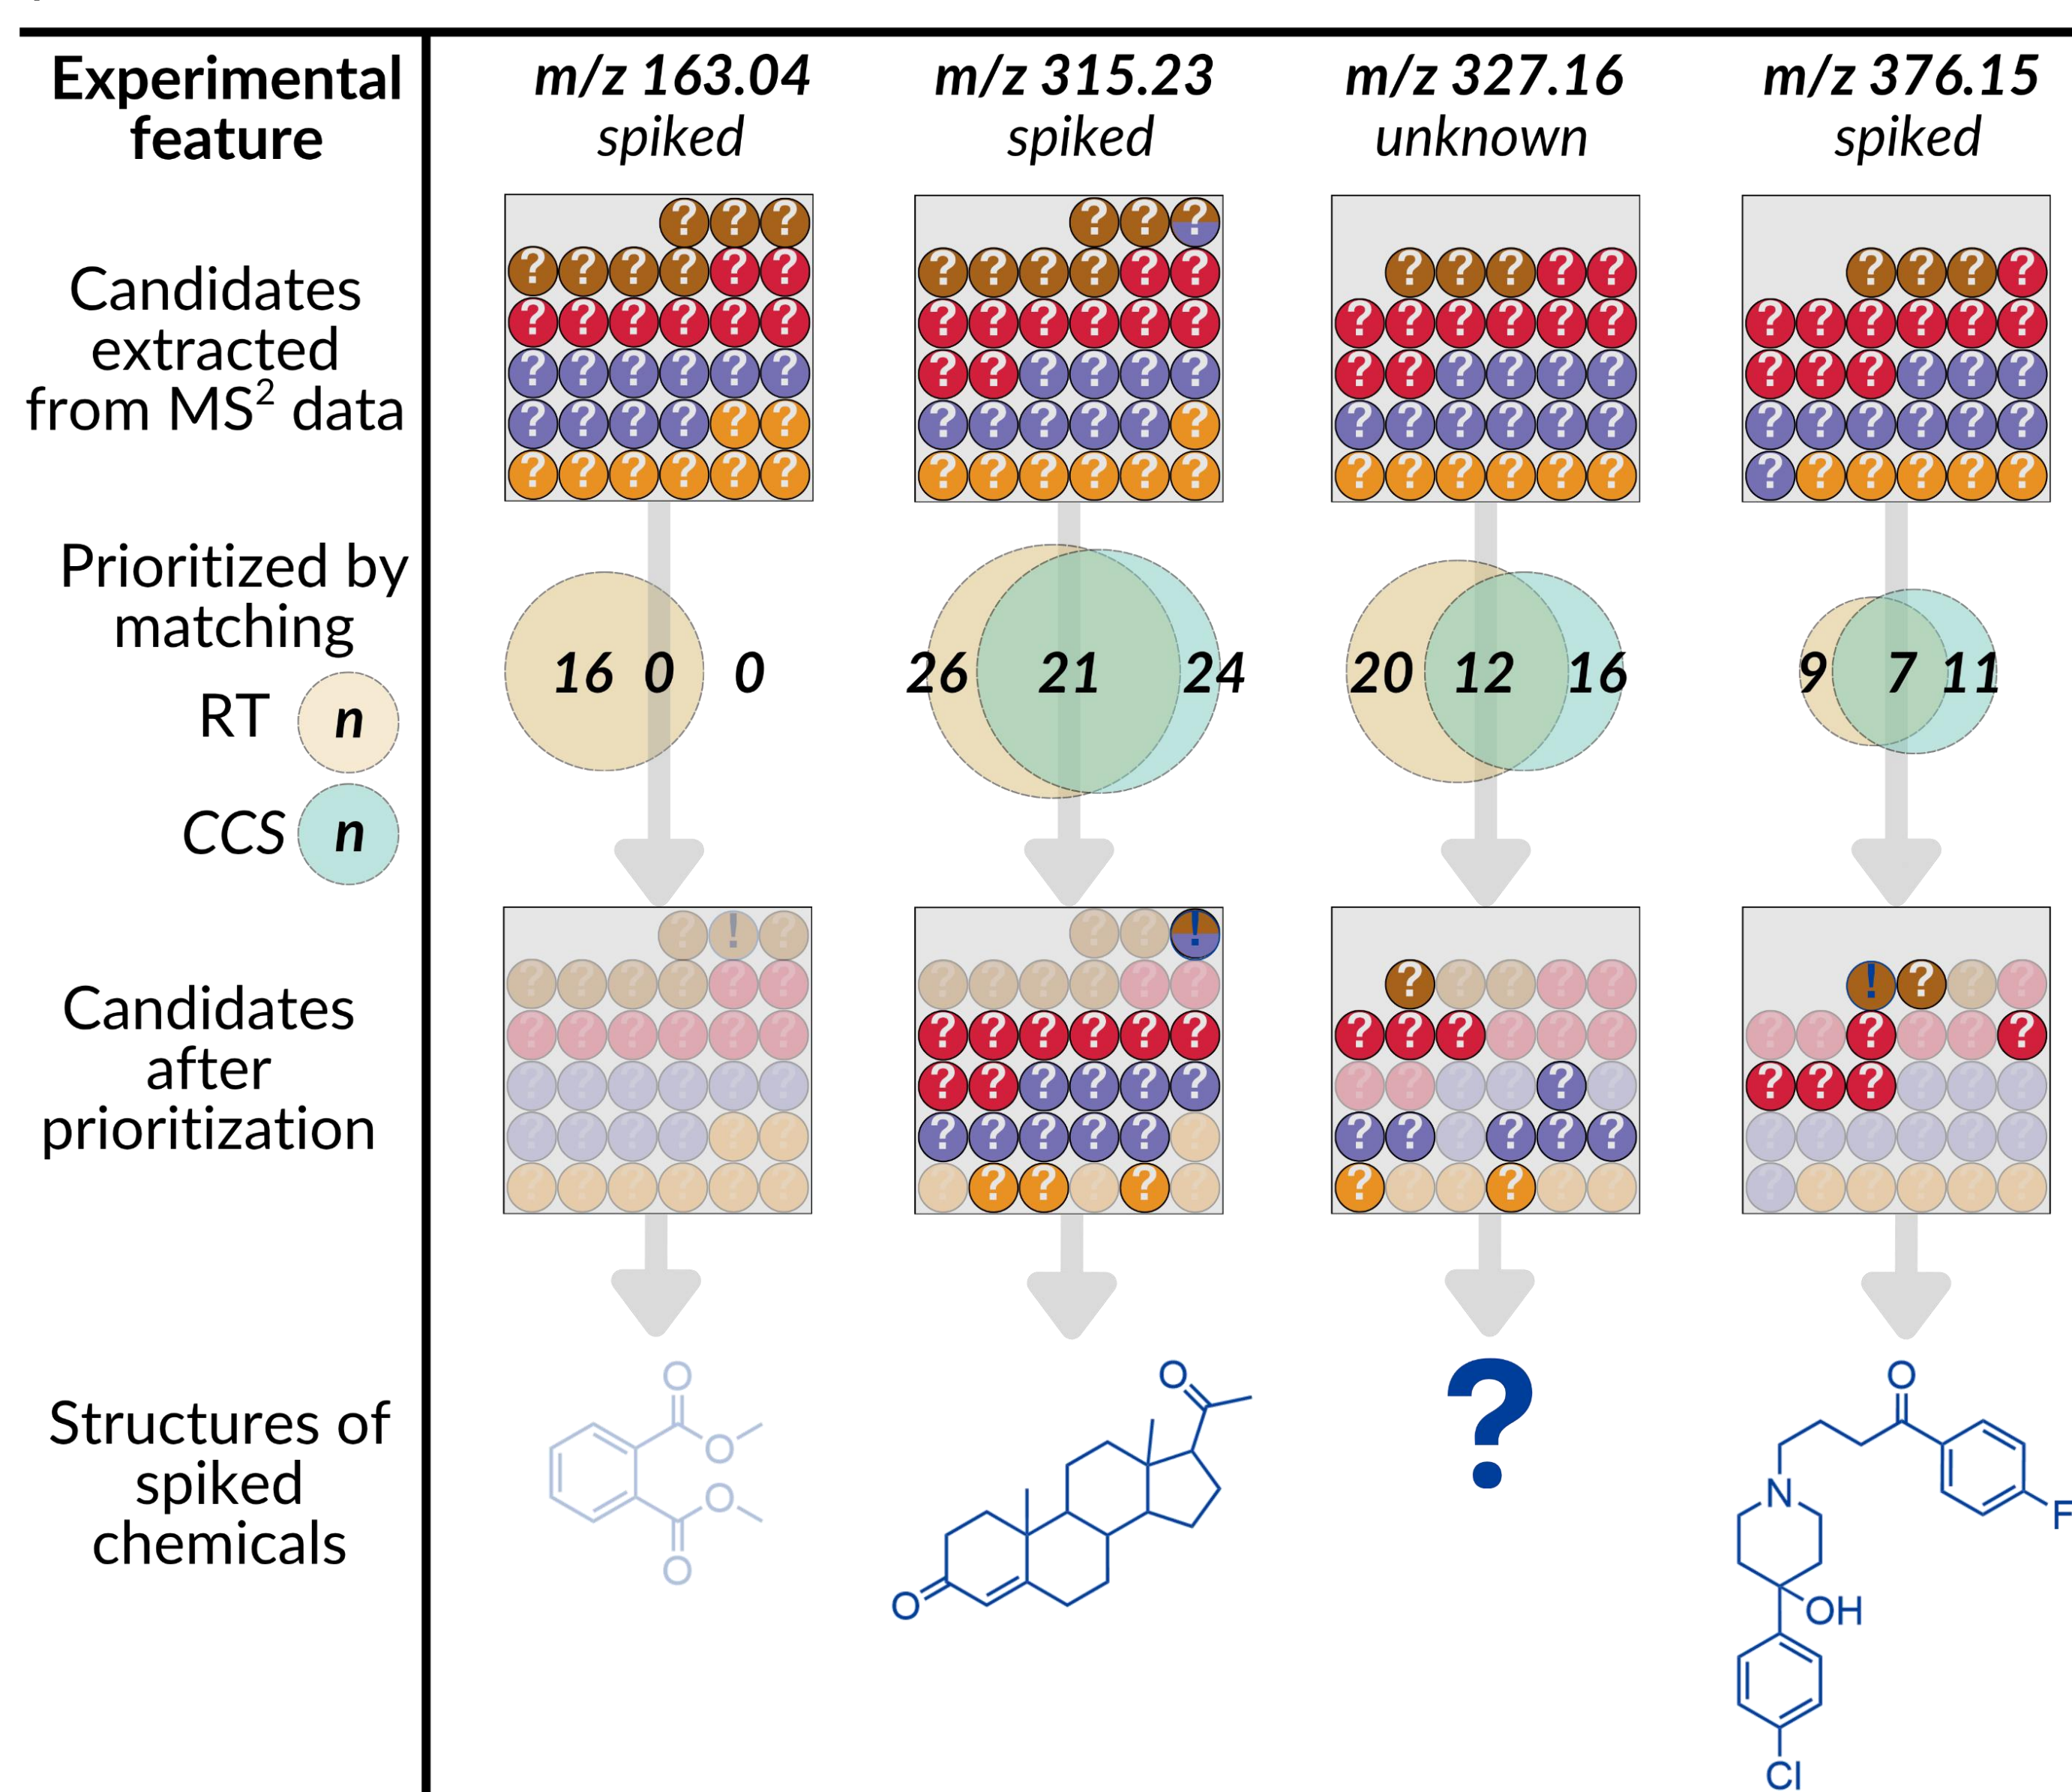 Experimental
feature
m/z 163.04
spiked
m/z 315.23
spiked
m/z 327.16
unknown
m/z 376.15
spiked
Candidates
extracted
from MS² data
? ? ? ? ? ?
? ? ? ? ? ?
? ? ? ? ? ?
? ? ? ? ? ?
? ? ? ? ? ?
Prioritized by
matching
RT n
CCS n
16 0 0
26 21 24
20 12 16
9 7 11
Candidates
after
prioritization
Structures of
spiked
chemicals
O
O
O
O
O
O
?
O
N
F
OH
Cl